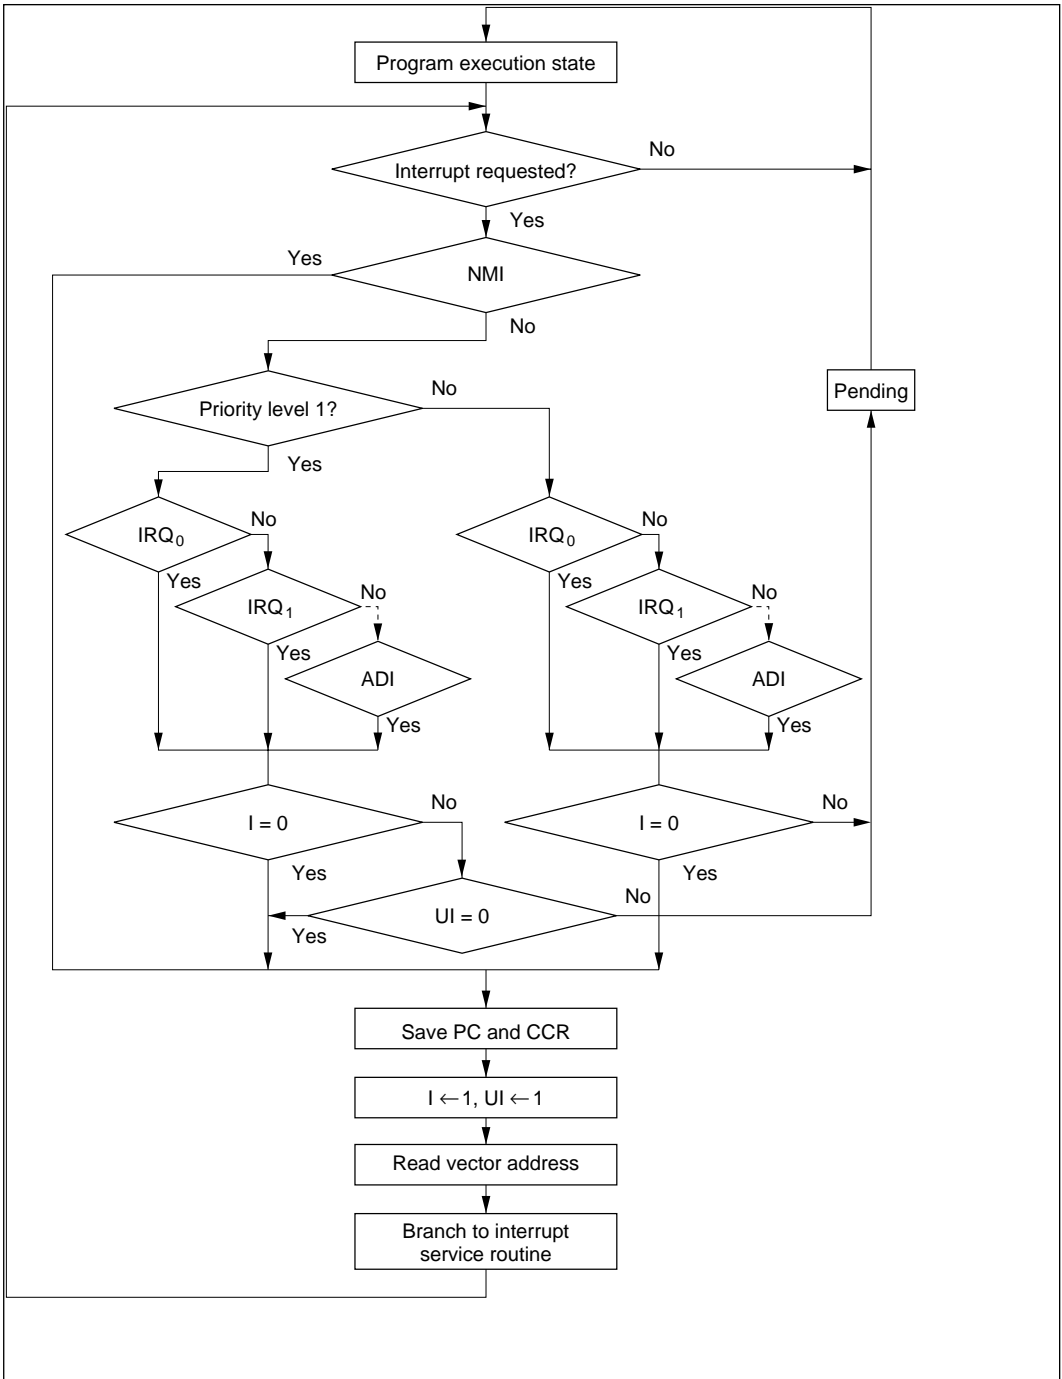 Program execution state
No
Interrupt requested?
Yes
Yes
NMI
No
No
Priority level 1?
Pending
Yes
No
IRQ0
Yes
No
IRQ1
Yes
ADI
Yes
No
IRQ0
Yes
No
IRQ1
Yes
ADI
Yes
No
I = 0
Yes
No
I = 0
Yes
No
UI = 0
Yes
Save PC and CCR
I ← 1, UI ← 1
Read vector address
Branch to interrupt
service routine